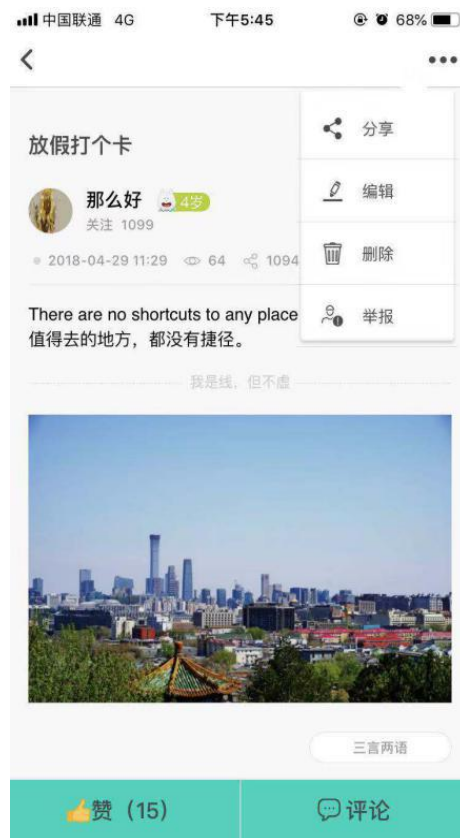 中国联通 4G 下午5:45 68%
分享
放假打个卡
编辑
那么好 4岁
关注 1099
删除
2018-04-29 11:29 64 1094
There are no shortcuts to any place
举报
值得去的地方，都没有捷径。
我是线，但不虚
三言两语
赞（15） 评论